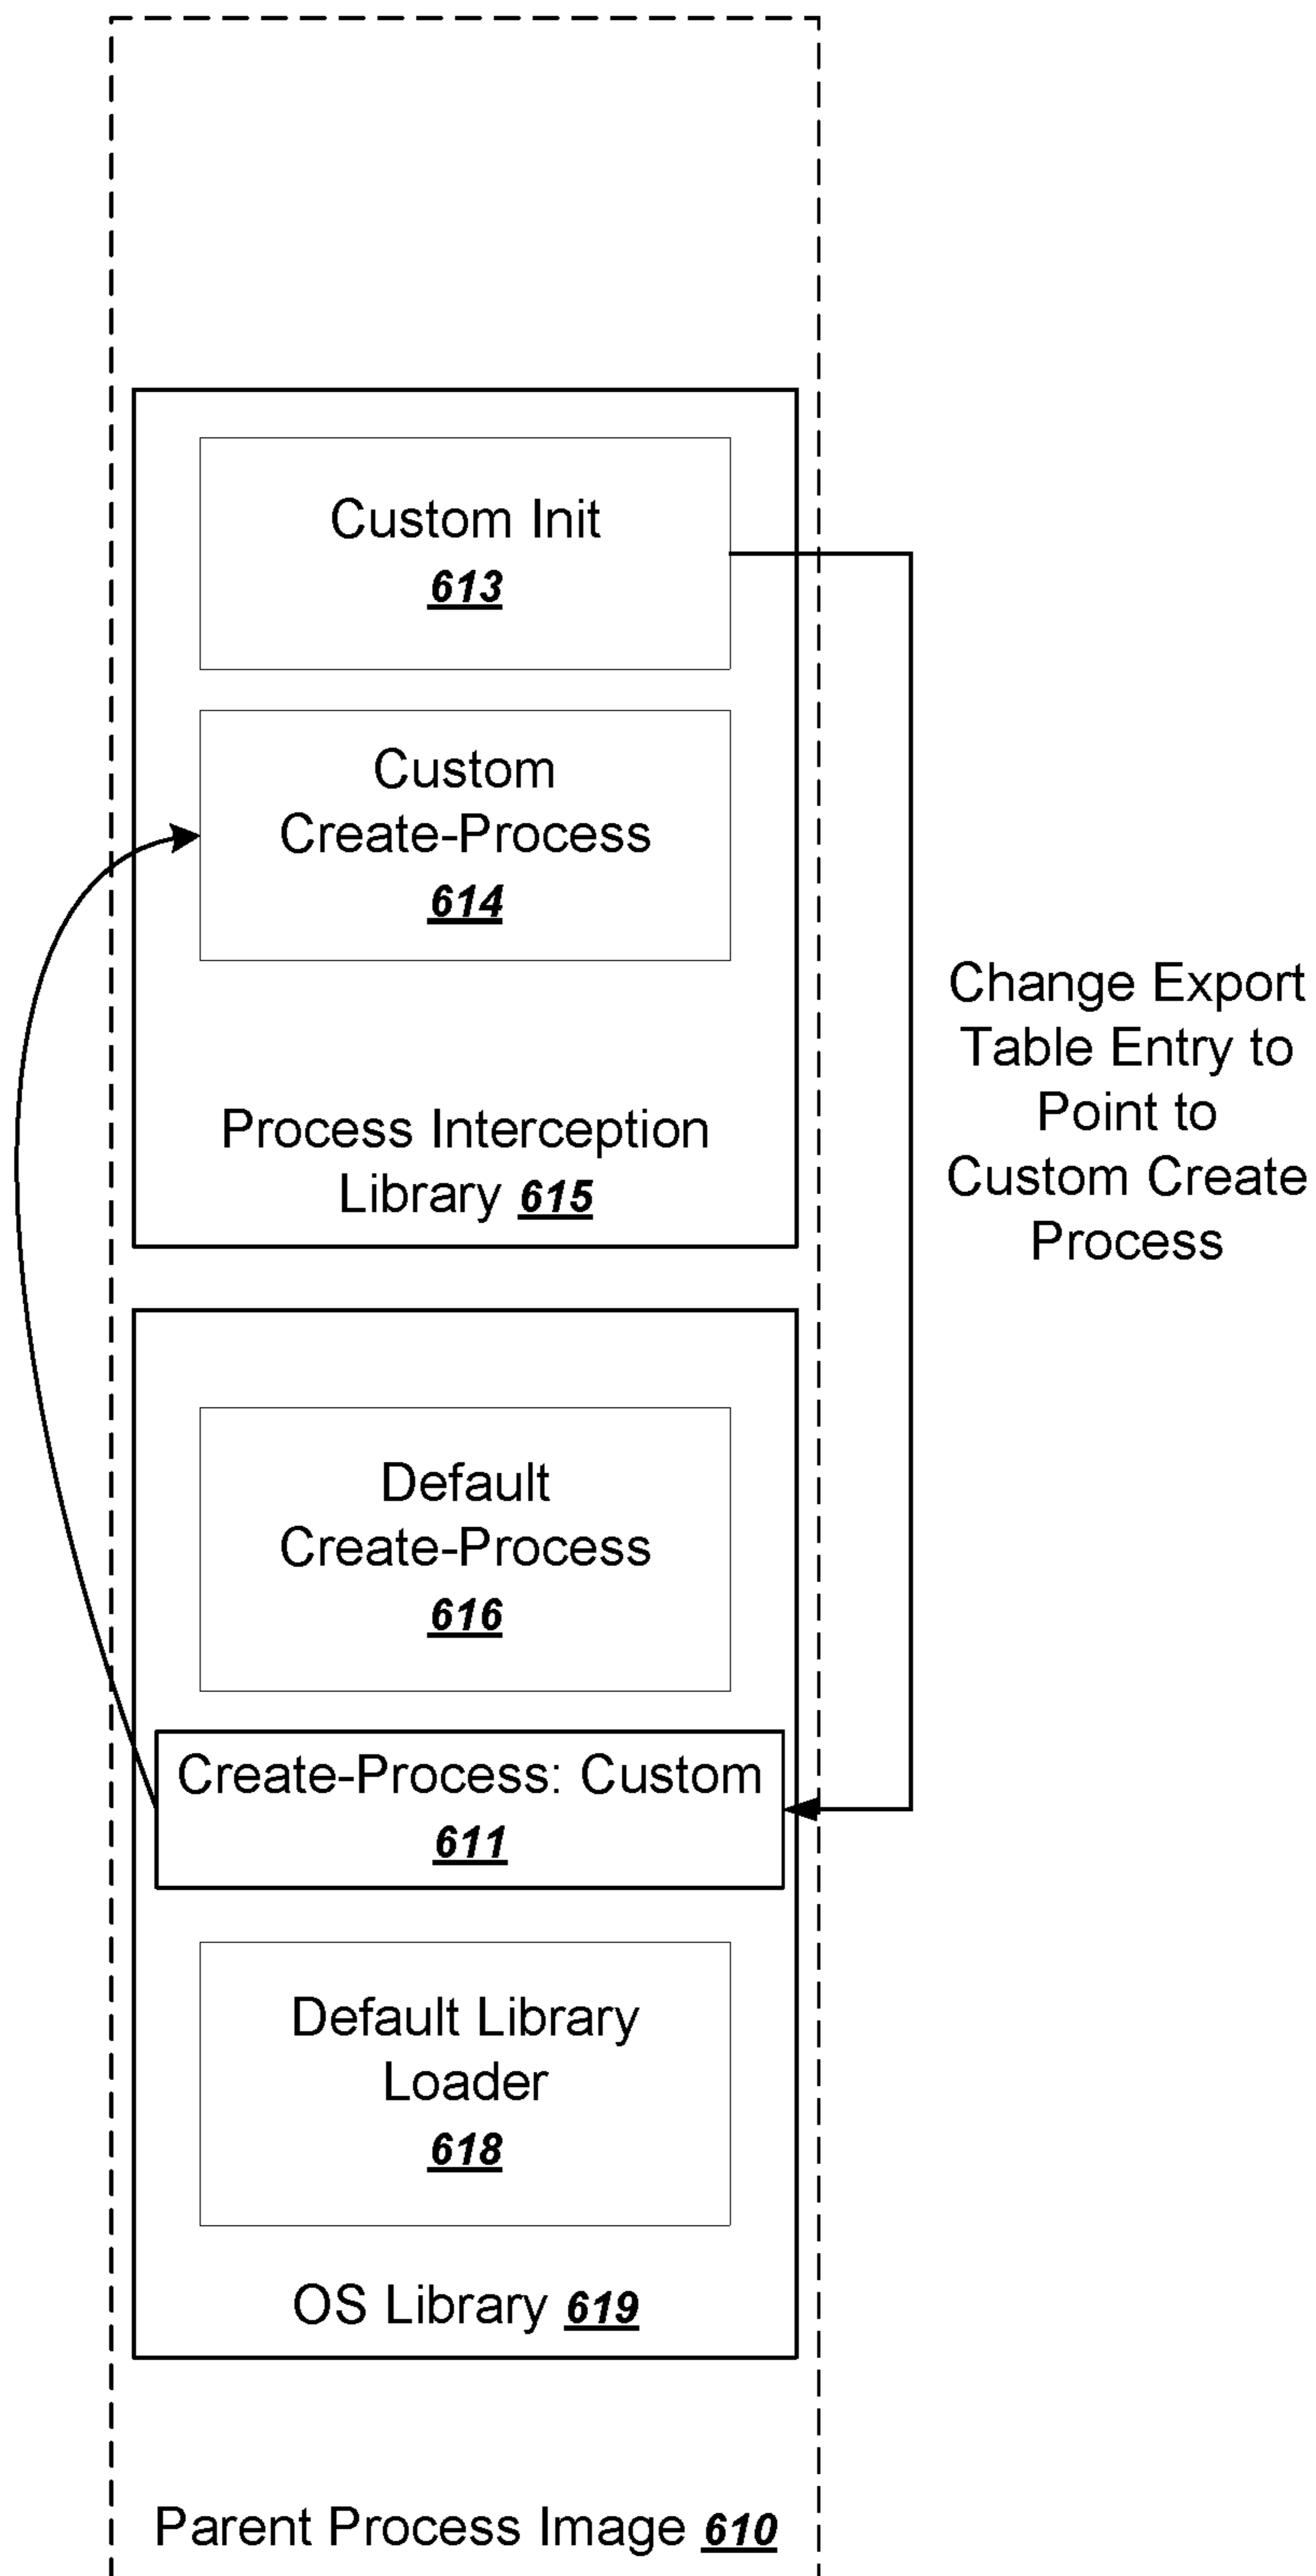 Custom Init
613
Custom
Create-Process
614
Process Interception
Library 615
Change Export
Table Entry to
Point to
Custom Create
Process
Default
Create-Process
616
Create-Process: Custom
611
Default Library
Loader
618
OS Library 619
Parent Process Image 610